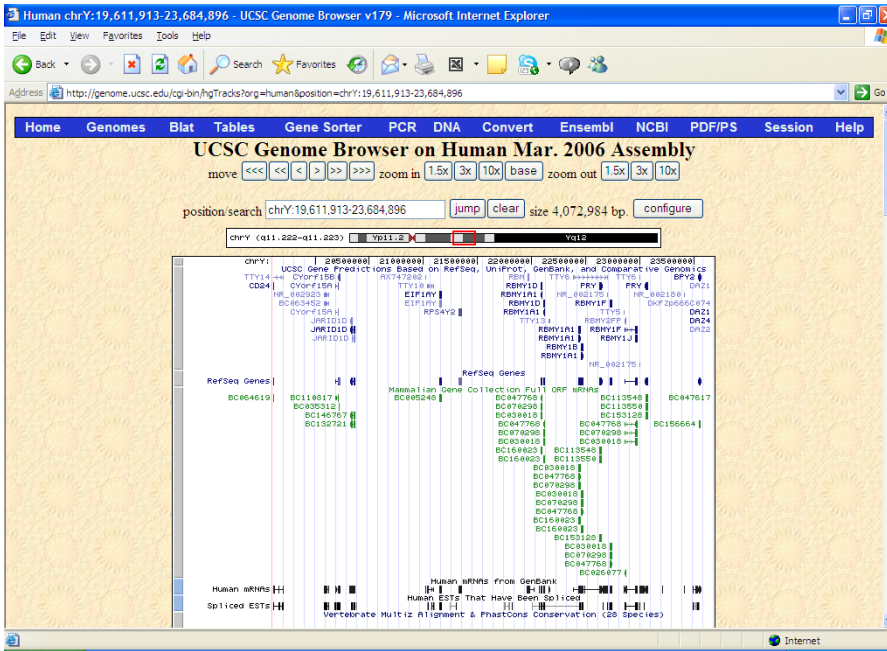 Human chrY:19,611,913-23,684,896 - UCSC Genome Browser v179 - Microsoft Internet Explorer
File Edit View Favorites Tools Help
Back Search Favorites
Address http://genome.ucsc.edu/cgi-bin/hgTracks?org=human&position=chrY:19,611,913-23,684,896 Go
Home Genomes Blat Tables Gene Sorter PCR DNA Convert Ensembl NCBI PDF/PS Session Help
UCSC Genome Browser on Human Mar. 2006 Assembly
move <<< << < > >> >>> zoom in 1.5x 3x 10x base zoom out 1.5x 3x 10x
position/search chrY:19,611,913-23,684,896 jump clear size 4,072,984 bp. configure
chrY (q11.222-q11.223) Yp11.2 Yq12
chrY: 20500000 21000000 21500000 22000000 22500000 23000000 23500000
UCSC Gene Predictions Based on RefSeq, UniProt, GenBank, and Comparative Genomics
TTY14 CYorf15B AX747202 RBM TTY6 TTY6 BPY2
CD24 CYorf15A TTY10 RBMY1D PRY PRY DAZ1
NR_002923 EIF1AY RBMY1A1 NR_002175 NR_002180
BC063452 EIF1AY RBMY1D RBMY1F DKFZp666C074
CYorf15A RPS4Y2 RBMY1A1 TTY5 DAZ1
JARID1D TTY13 RBMY2FP DAZ4
JARID1D RBMY1A1 RBMY1F DAZ2
JARID1D RBMY1A1 RBMY1J
RBMY1B
RBMY1A1
NR_002175
RefSeq Genes
RefSeq Genes
Mammalian Gene Collection Full ORF mRNAs
BC064619 BC110817 BC005248 BC047768 BC113548 BC047617
BC035312 BC070298 BC113550
BC146767 BC030018 BC153128
BC132721 BC047768 BC047768 BC156664
BC070298 BC070298
BC030018 BC030018
BC160023 BC113548
BC160023 BC113550
BC030018
BC047768
BC070298
BC030018
BC070298
BC047768
BC160023
BC160023
BC153128
BC030018
BC070298
BC047768
BC026077
Human mRNAs from GenBank
Human mRNAs
Human ESTs That Have Been Spliced
Spliced ESTs
Vertebrate Multiz Alignment & PhastCons Conservation (28 Species)
Internet